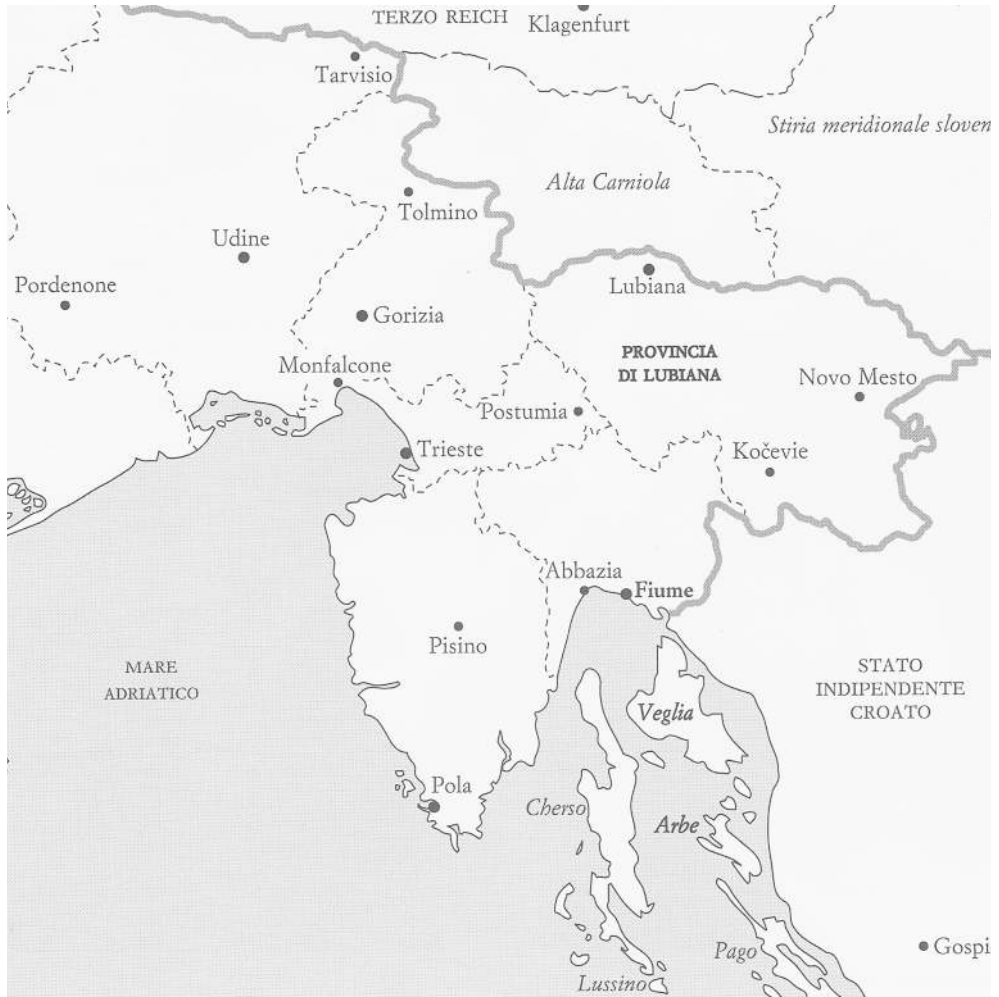 TERZO REICH
Klagenfurt
Tarvisio
Stiria meridionale sloven
Alta Carniola
Tolmino
Udine
Pordenone
Lubiana
Gorizia
PROVINCIA
DI LUBIANA
Monfalcone
Novo Mesto
Postumia
Trieste
Kočevie
Abbazia
Fiume
Pisino
MARE
ADRIATICO
STATO
INDIPENDENTE
CROATO
Veglia
Pola
Cherso
Arbe
Pago
Gospi
Lussino